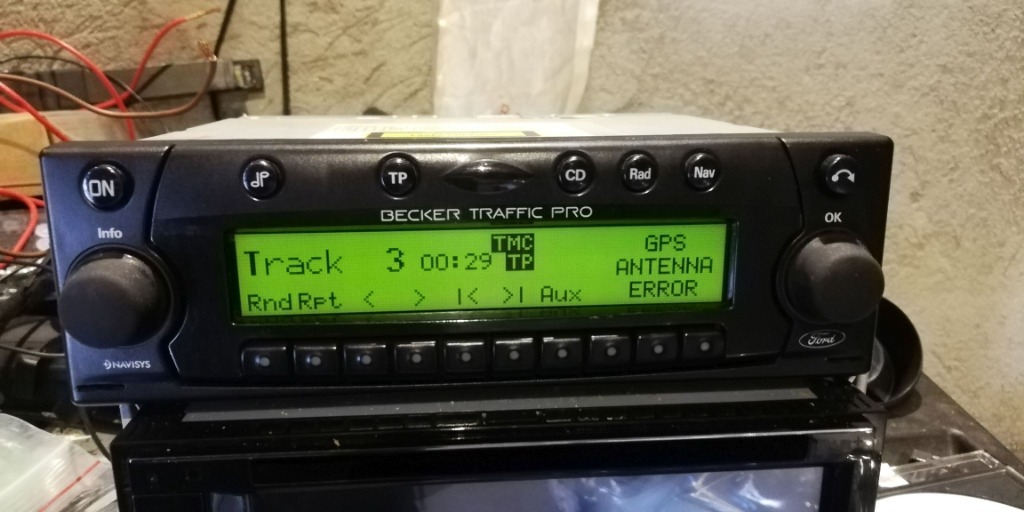 ON
TP
CD
Rad
Nav
Info
BECKER TRAFFIC PRO
OK
Track 3 00:29 TMC TP
GPS
ANTENNA
ERROR
Rnd Rpt < > |< >| Aux
NAVISYS
Ford